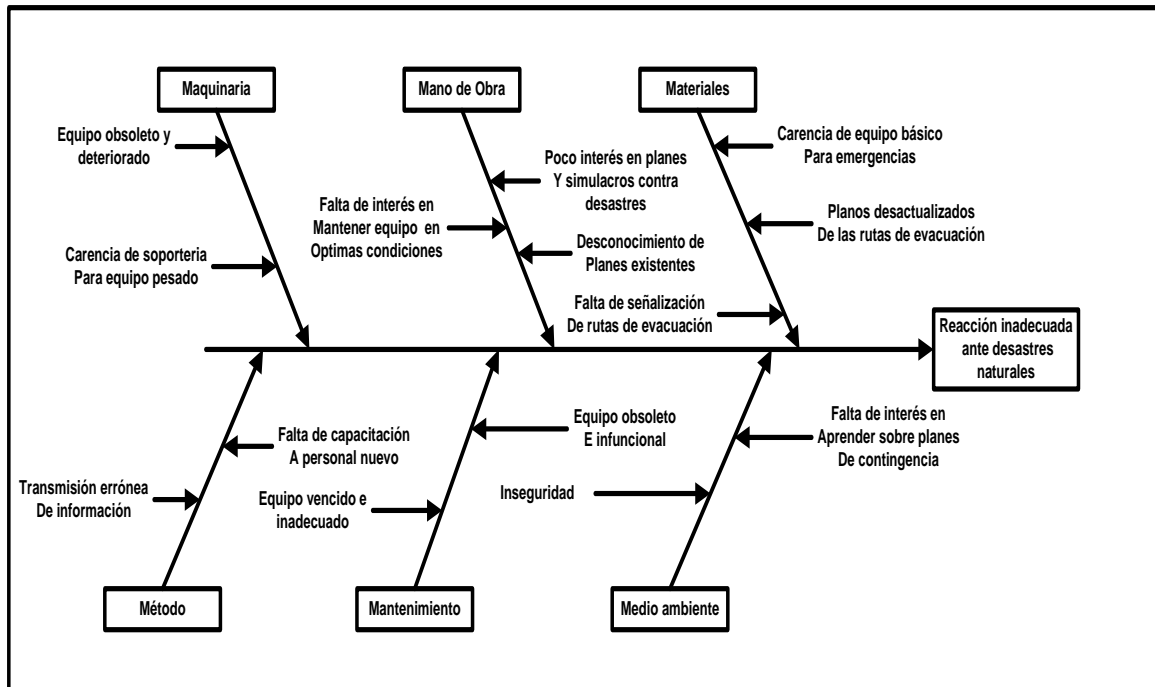 Maquinaria
Mano de Obra
Materiales
Equipo obsoleto y
deteriorado
Carencia de soporteria
Para equipo pesado
Poco interés en planes
Y simulacros contra
desastres
Falta de interés en
Mantener equipo en
Optimas condiciones
Desconocimiento de
Planes existentes
Carencia de equipo básico
Para emergencias
Planos desactualizados
De las rutas de evacuación
Falta de señalización
De rutas de evacuación
Reacción inadecuada
ante desastres
naturales
Falta de capacitación
A personal nuevo
Transmisión errónea
De información
Equipo obsoleto
E infuncional
Equipo vencido e
inadecuado
Falta de interés en
Aprender sobre planes
De contingencia
Inseguridad
Método
Mantenimiento
Medio ambiente